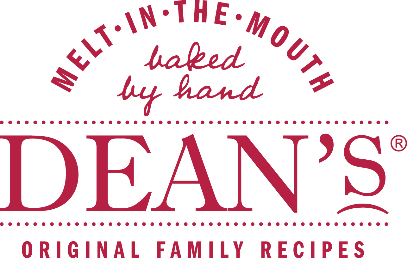 MELT·IN·THE·MOUTH
baked
by hand
DEAN'S®
ORIGINAL FAMILY RECIPES